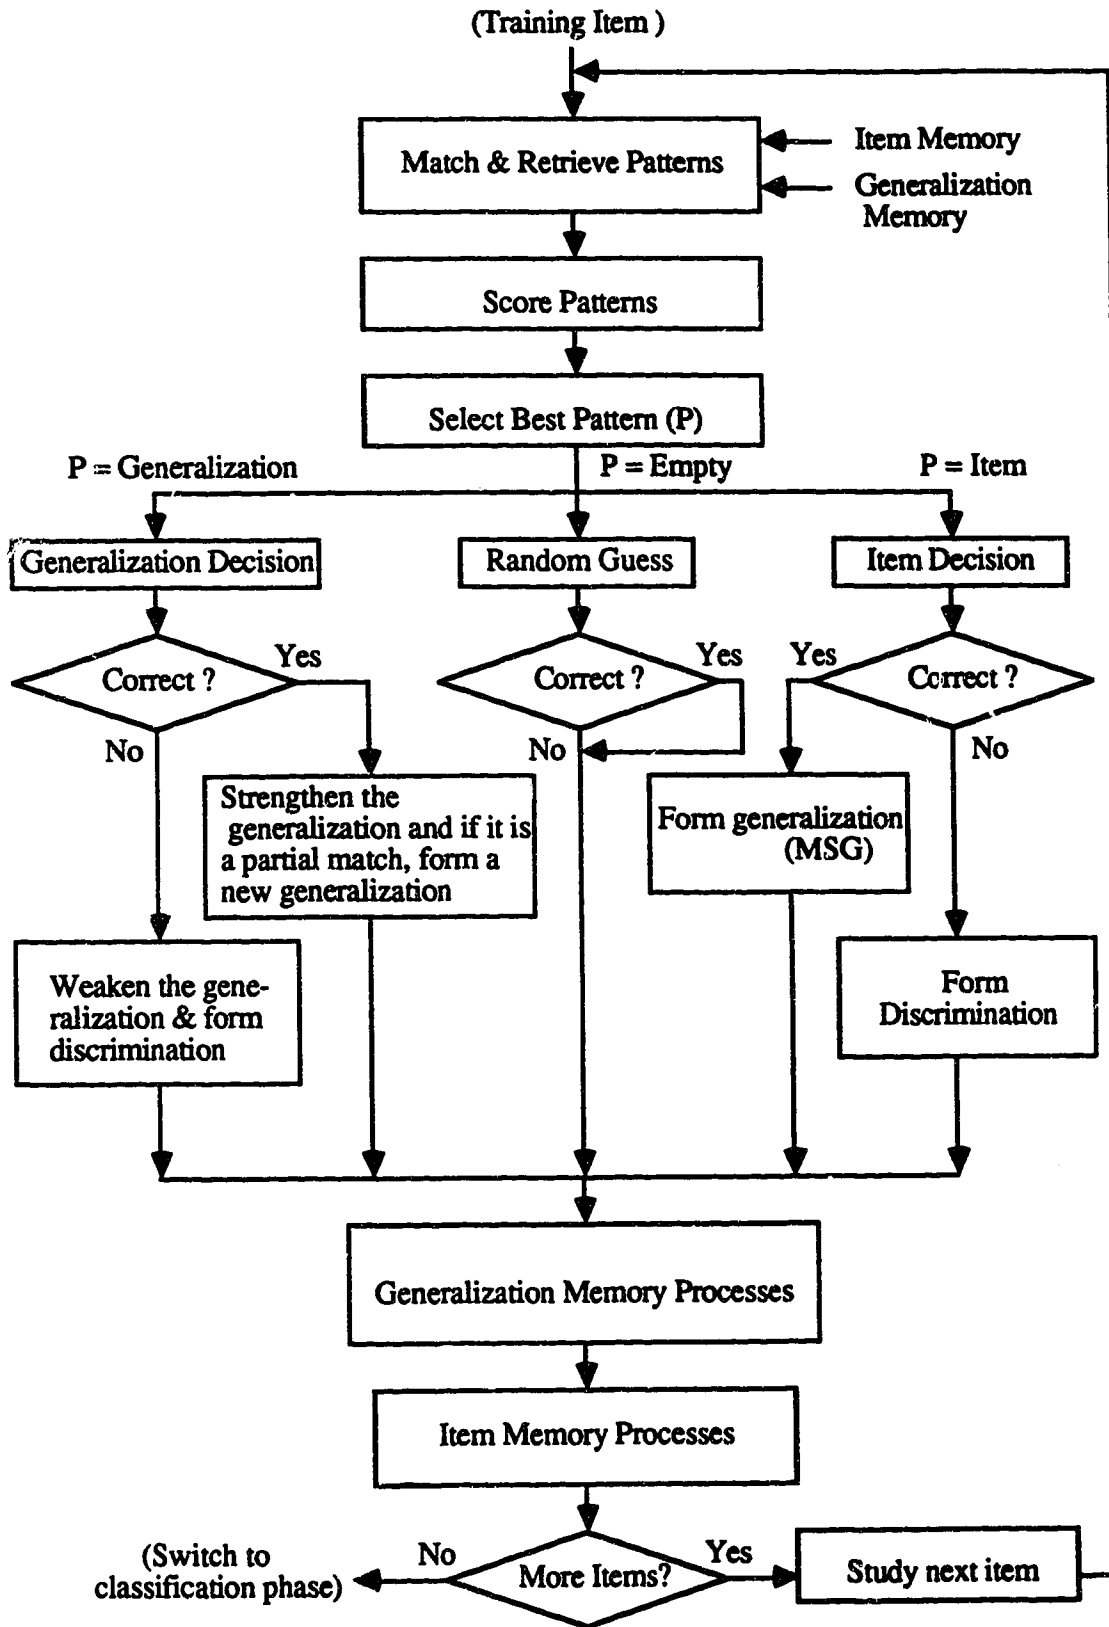 (Training Item )
Match & Retrieve Patterns
Item Memory
Generalization
Memory
Score Patterns
Select Best Pattern (P)
P = Generalization
P = Empty
P = Item
Generalization Decision
Random Guess
Item Decision
Correct ?
Yes
No
Correct ?
Yes
No
Yes
Correct ?
No
Strengthen the
generalization and if it is
a partial match, form a
new generalization
Form generalization
(MSG)
Weaken the gene-
ralization & form
discrimination
Form
Discrimination
Generalization Memory Processes
Item Memory Processes
(Switch to
classification phase)
No
More Items?
Yes
Study next item